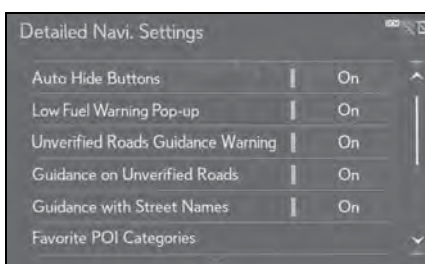 Detailed Navi. Settings
Auto Hide Buttons On
Low Fuel Warning Pop-up On
Unverified Roads Guidance Warning On
Guidance on Unverified Roads On
Guidance with Street Names On
Favorite POI Categories